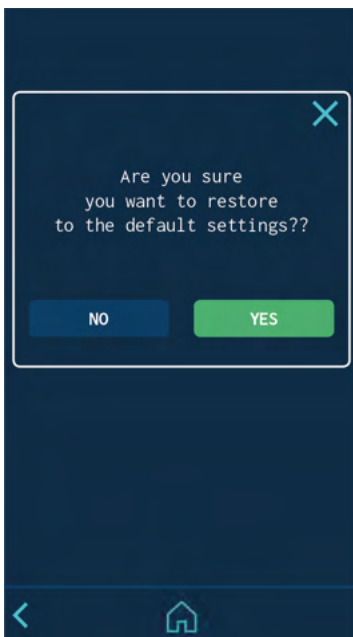 Are you sure
you want to restore
to the default settings??
NO
YES